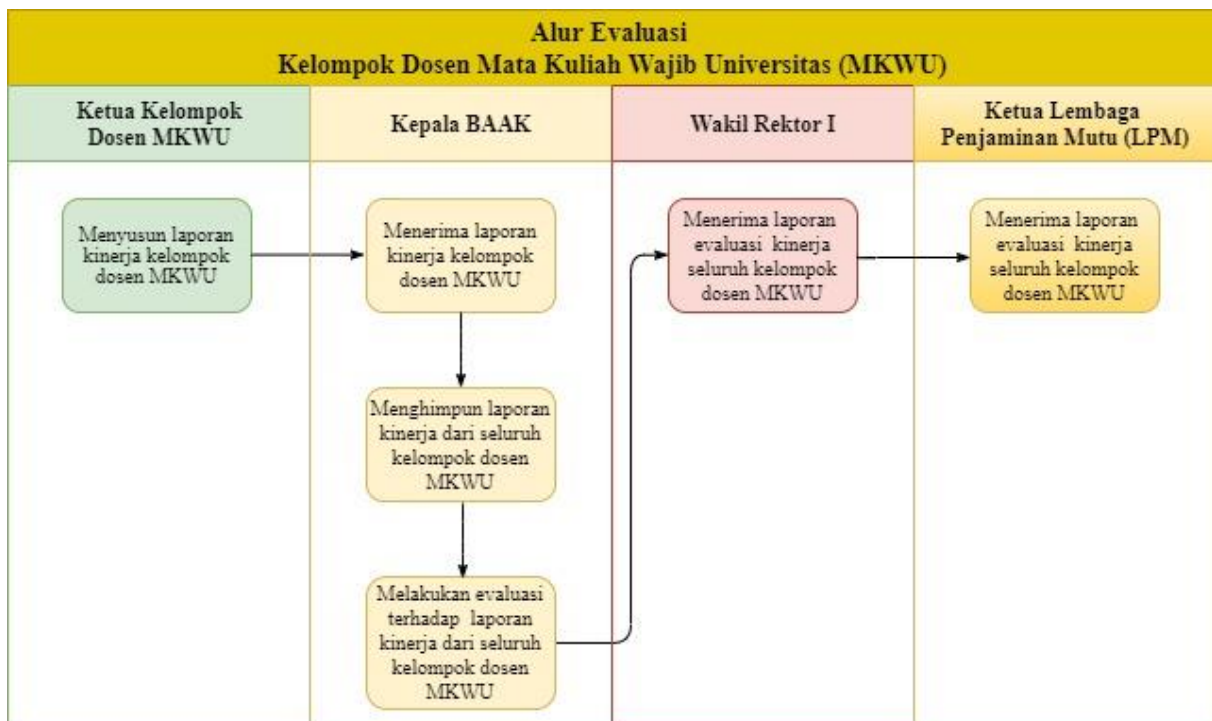 Alur Evaluasi
Kelompok Dosen Mata Kuliah Wajib Universitas (MKWU)
Ketua Kelompok
Dosen MKWU
Kepala BAAK
Wakil Rektor I
Ketua Lembaga
Penjaminan Mutu (LPM)
Menyusun laporan
kinerja kelompok
dosen MKWU
Menerima laporan
kinerja kelompok
dosen MKWU
Menerima laporan
evaluasi kinerja
seluruh kelompok
dosen MKWU
Menerima laporan
evaluasi kinerja
seluruh kelompok
dosen MKWU
Menghimpun laporan
kinerja dari seluruh
kelompok dosen
MKWU
Melakukan evaluasi
terhadap laporan
kinerja dari seluruh
kelompok dosen
MKWU